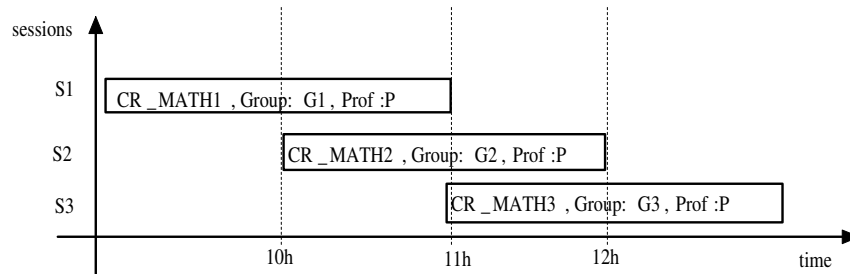 sessions
S1
CR _MATH1 , Group: G1 , Prof :P
S2
CR _MATH2 , Group: G2 , Prof :P
S3
CR _MATH3 , Group: G3 , Prof :P
10h
11h
12h
time